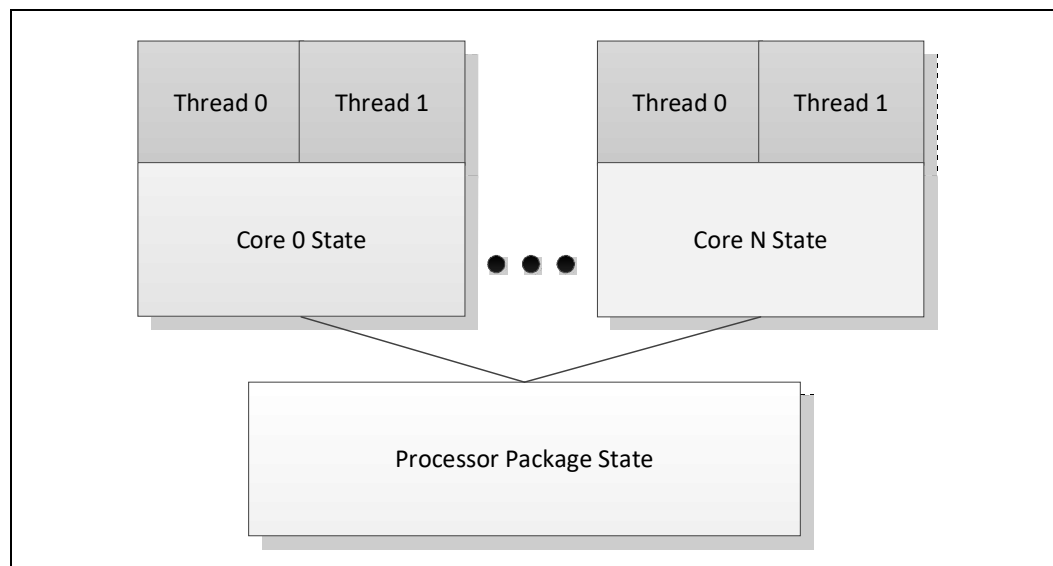 Thread 0
Thread 1
Thread 0
Thread 1
Core 0 State
Core N State
Processor Package State